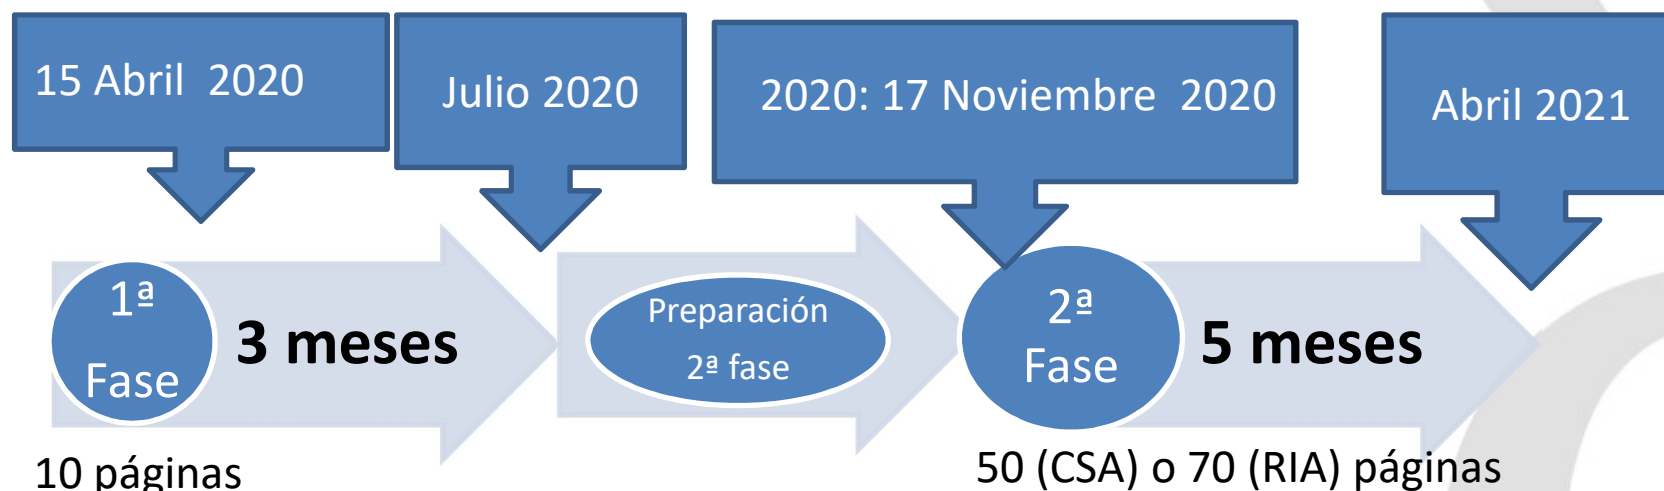 15 Abril 2020
Julio 2020
2020: 17 Noviembre 2020
Abril 2021
1ª
Fase
3 meses
Preparación
2ª fase
2ª
Fase
5 meses
10 páginas
50 (CSA) o 70 (RIA) páginas